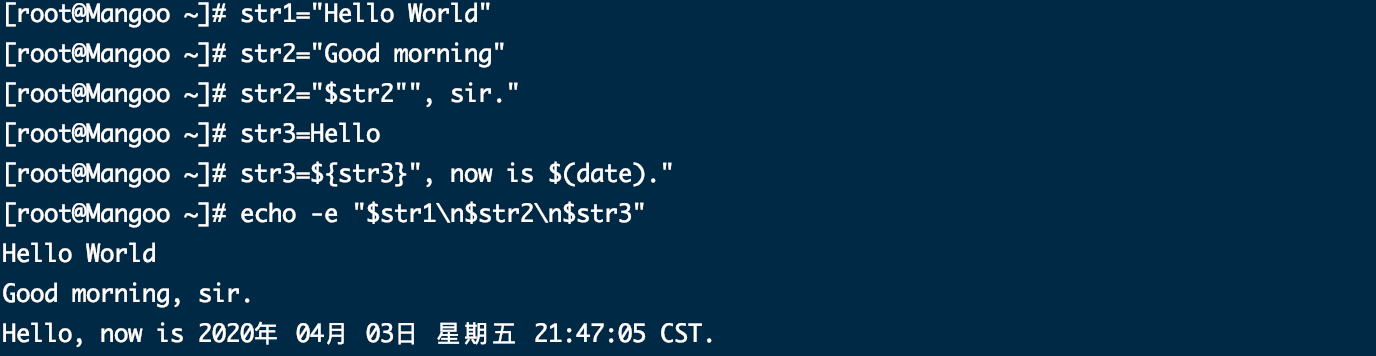 [root@Mangoo ~]# str1="Hello World"
[root@Mangoo ~]# str2="Good morning"
[root@Mangoo ~]# str2="$str2"", sir."
[root@Mangoo ~]# str3=Hello
[root@Mangoo ~]# str3=${str3}", now is $(date)."
[root@Mangoo ~]# echo -e "$str1\n$str2\n$str3"
Hello World
Good morning, sir.
Hello, now is 2020年 04月 03日 星期五 21:47:05 CST.